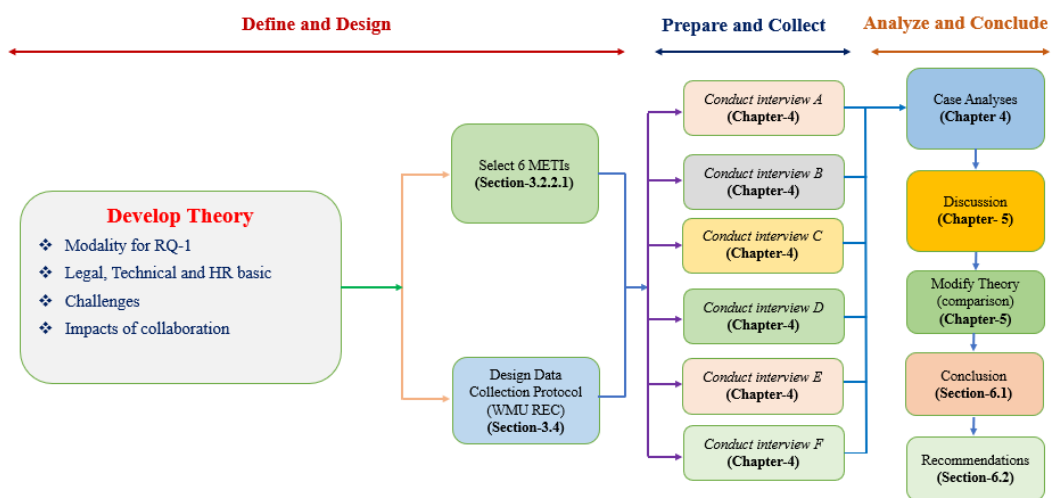 Define and Design
Prepare and Collect
Analyze and Conclude
Develop Theory
❖ Modality for RQ-1
❖ Legal, Technical and HR basic
❖ Challenges
❖ Impacts of collaboration
Select 6 METIs
(Section-3.2.2.1)
Design Data
Collection Protocol
(WMU REC)
(Section-3.4)
Conduct interview A
(Chapter-4)
Conduct interview B
(Chapter-4)
Conduct interview C
(Chapter-4)
Conduct interview D
(Chapter-4)
Conduct interview E
(Chapter-4)
Conduct interview F
(Chapter-4)
Case Analyses
(Chapter 4)
Discussion
(Chapter- 5)
Modify Theory
(comparison)
(Chapter-5)
Conclusion
(Section-6.1)
Recommendations
(Section-6.2)